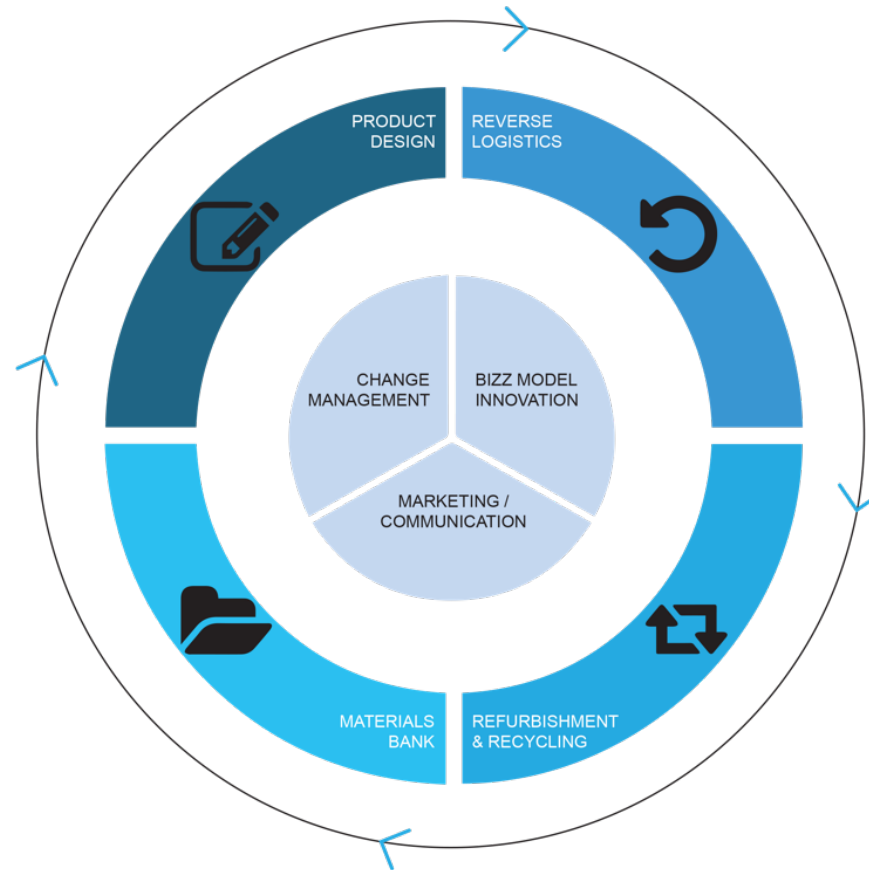 PRODUCT
DESIGN
REVERSE
LOGISTICS
CHANGE
MANAGEMENT
BIZZ MODEL
INNOVATION
MARKETING /
COMMUNICATION
MATERIALS
BANK
REFURBISHMENT
& RECYCLING